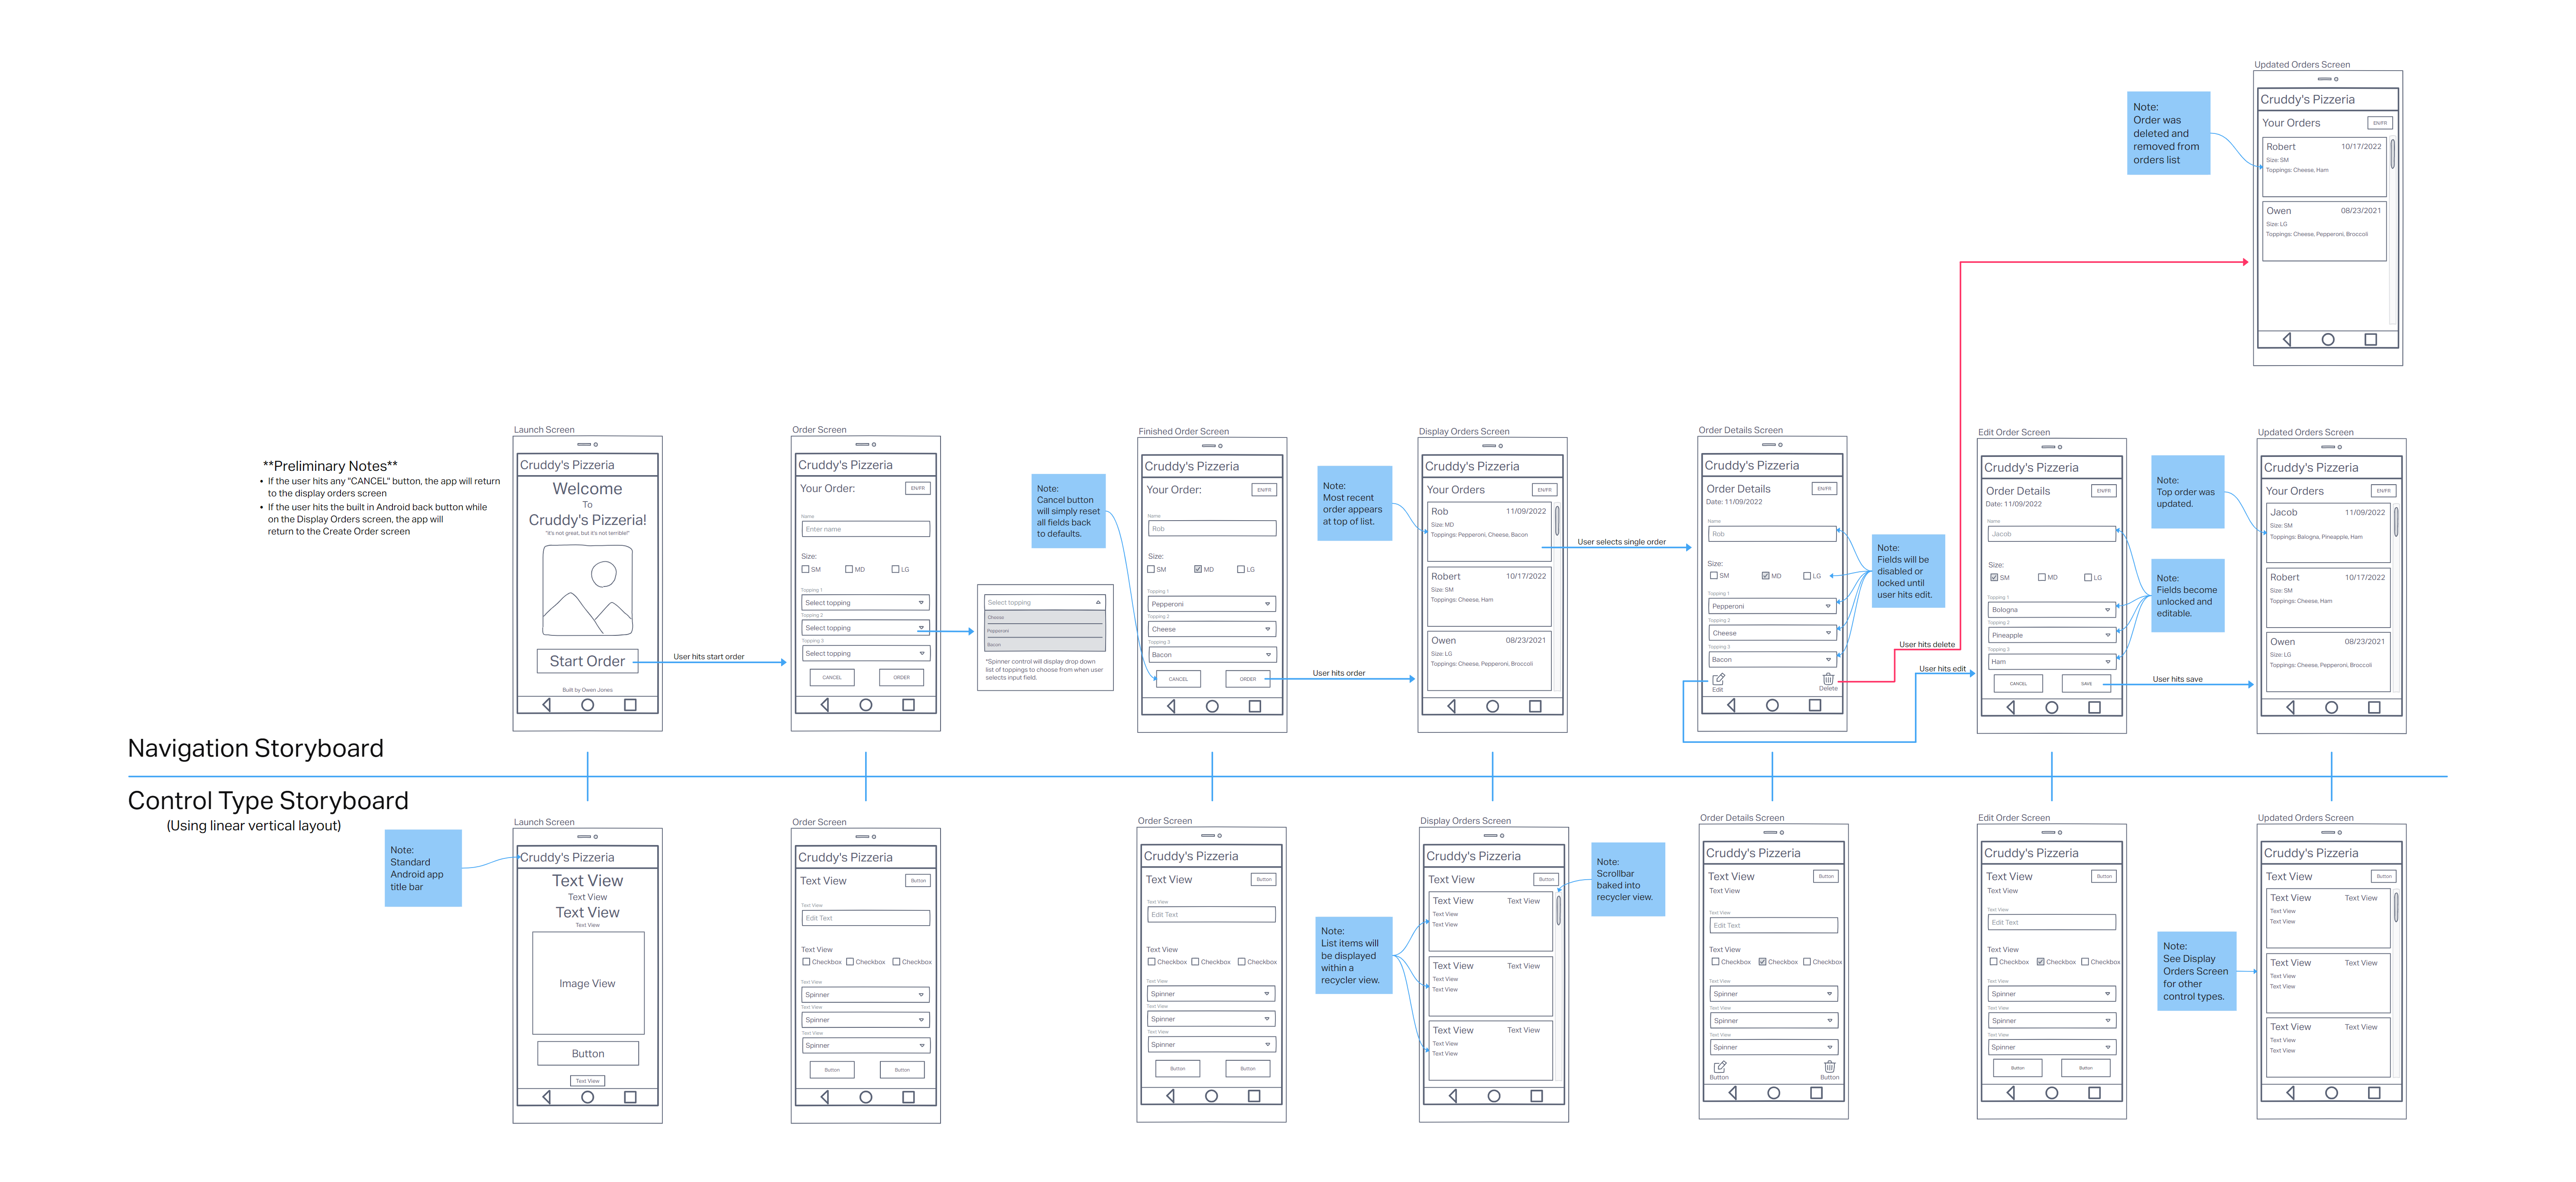 Updated Orders Screen
Cruddy's Pizzeria
Your Orders
EN/FR
Robert 10/17/2022
Size: SM
Toppings: Cheese, Ham
Owen 08/23/2021
Size: LG
Toppings: Cheese, Pepperoni, Broccoli
Note:
Order was
deleted and
removed from
orders list
**Preliminary Notes**
• If the user hits any "CANCEL" button, the app will return
to the display orders screen
• If the user hits the built in Android back button while
on the Display Orders screen, the app will
return to the Create Order screen
Launch Screen
Cruddy's Pizzeria
Welcome
To
Cruddy's Pizzeria!
"It's not great, but it's not terrible!"
Start Order
Built by Owen Jones
User hits start order
Order Screen
Cruddy's Pizzeria
Your Order:
EN/FR
Name
Enter name
Size:
SM MD LG
Topping 1
Select topping
Topping 2
Select topping
Topping 3
Select topping
CANCEL ORDER
Select topping
Cheese
Pepperoni
Bacon
*Spinner control will display drop down
list of toppings to choose from when user
selects input field.
Note:
Cancel button
will simply reset
all fields back
to defaults.
Finished Order Screen
Cruddy's Pizzeria
Your Order:
EN/FR
Name
Rob
Size:
SM MD LG
Topping 1
Pepperoni
Topping 2
Cheese
Topping 3
Bacon
CANCEL ORDER
User hits order
Note:
Most recent
order appears
at top of list.
Display Orders Screen
Cruddy's Pizzeria
Your Orders
EN/FR
Rob 11/09/2022
Size: MD
Toppings: Pepperoni, Cheese, Bacon
Robert 10/17/2022
Size: SM
Toppings: Cheese, Ham
Owen 08/23/2021
Size: LG
Toppings: Cheese, Pepperoni, Broccoli
User selects single order
Order Details Screen
Cruddy's Pizzeria
Order Details
EN/FR
Date: 11/09/2022
Name
Rob
Size:
SM MD LG
Topping 1
Pepperoni
Topping 2
Cheese
Topping 3
Bacon
Edit Delete
Note:
Fields will be
disabled or
locked until
user hits edit.
User hits delete
User hits edit
Edit Order Screen
Cruddy's Pizzeria
Order Details
EN/FR
Date: 11/09/2022
Name
Jacob
Size:
SM MD LG
Topping 1
Bologna
Topping 2
Pineapple
Topping 3
Ham
CANCEL SAVE
User hits save
Note:
Top order was
updated.
Note:
Fields become
unlocked and
editable.
Updated Orders Screen
Cruddy's Pizzeria
Your Orders
EN/FR
Jacob 11/09/2022
Size: SM
Toppings: Balogna, Pineapple, Ham
Robert 10/17/2022
Size: SM
Toppings: Cheese, Ham
Owen 08/23/2021
Size: LG
Toppings: Cheese, Pepperoni, Broccoli
Navigation Storyboard
Control Type Storyboard
(Using linear vertical layout)
Note:
Standard
Android app
title bar
Launch Screen
Cruddy's Pizzeria
Text View
Text View
Text View
Text View
Image View
Button
Text View
Order Screen
Cruddy's Pizzeria
Text View
Button
Text View
Edit Text
Text View
Checkbox Checkbox Checkbox
Text View
Spinner
Text View
Spinner
Text View
Spinner
Button Button
Order Screen
Cruddy's Pizzeria
Text View
Button
Text View
Edit Text
Text View
Checkbox Checkbox Checkbox
Text View
Spinner
Text View
Spinner
Text View
Spinner
Button Button
Note:
List items will
be displayed
within a
recycler view.
Display Orders Screen
Cruddy's Pizzeria
Text View
Button
Text View Text View
Text View
Text View
Text View Text View
Text View
Text View
Text View Text View
Text View
Text View
Note:
Scrollbar
baked into
recycler view.
Order Details Screen
Cruddy's Pizzeria
Text View
Button
Text View
Text View
Edit Text
Text View
Checkbox Checkbox Checkbox
Text View
Spinner
Text View
Spinner
Text View
Spinner
Button Button
Edit Order Screen
Cruddy's Pizzeria
Text View
Button
Text View
Text View
Edit Text
Text View
Checkbox Checkbox Checkbox
Text View
Spinner
Text View
Spinner
Text View
Spinner
Button Button
Note:
See Display
Orders Screen
for other
control types.
Updated Orders Screen
Cruddy's Pizzeria
Text View
Button
Text View Text View
Text View
Text View
Text View Text View
Text View
Text View
Text View Text View
Text View
Text View